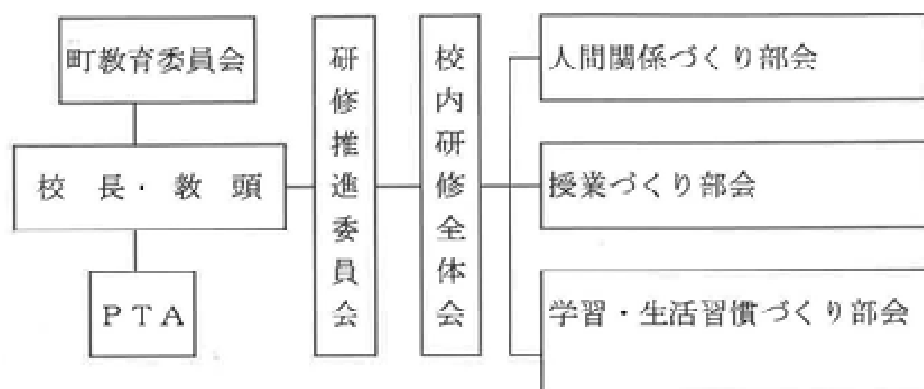 町教育委員会
校長・教頭
PTA
研修推進委員会
校内研修全体会
人間関係づくり部会
授業づくり部会
学習・生活習慣づくり部会